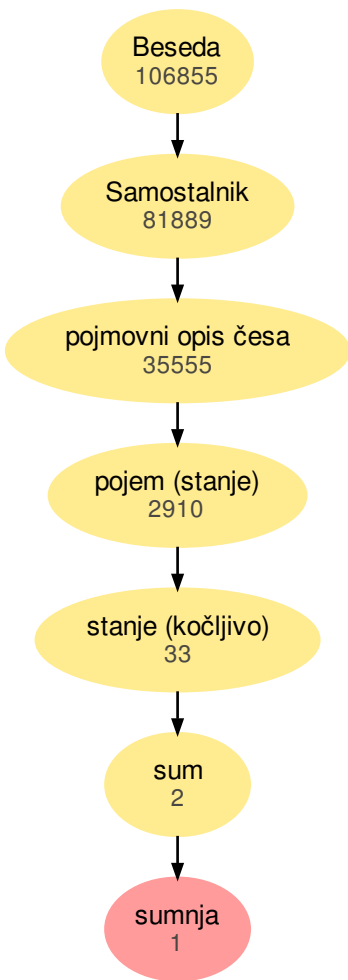 Beseda
106855
Samostalnik
81889
pojmovni opis česa
35555
pojem (stanje)
2910
stanje (kočljivo)
33
sum
2
sumnja
1